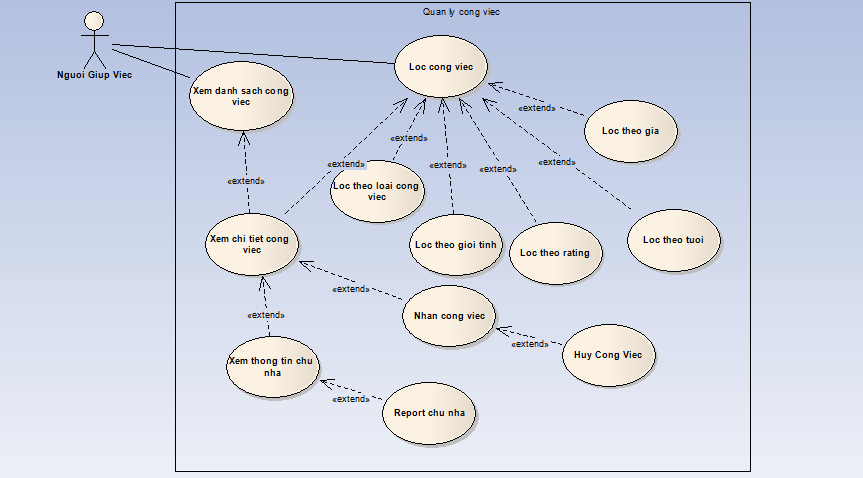 Quan ly cong viec
Nguoi Giup Viec
Loc cong viec
Xem danh sach cong
viec
«extend»
Loc theo gia
«extend»
«extend»
«extend»
«extend»
«extend»
«extend»
Loc theo loai cong
viec
Xem chi tiet cong
viec
Loc theo gioi tinh
Loc theo rating
Loc theo tuoi
«extend»
Nhan cong viec
«extend»
«extend»
Huy Cong Viec
Xem thong tin chu
nha
«extend»
Report chu nha